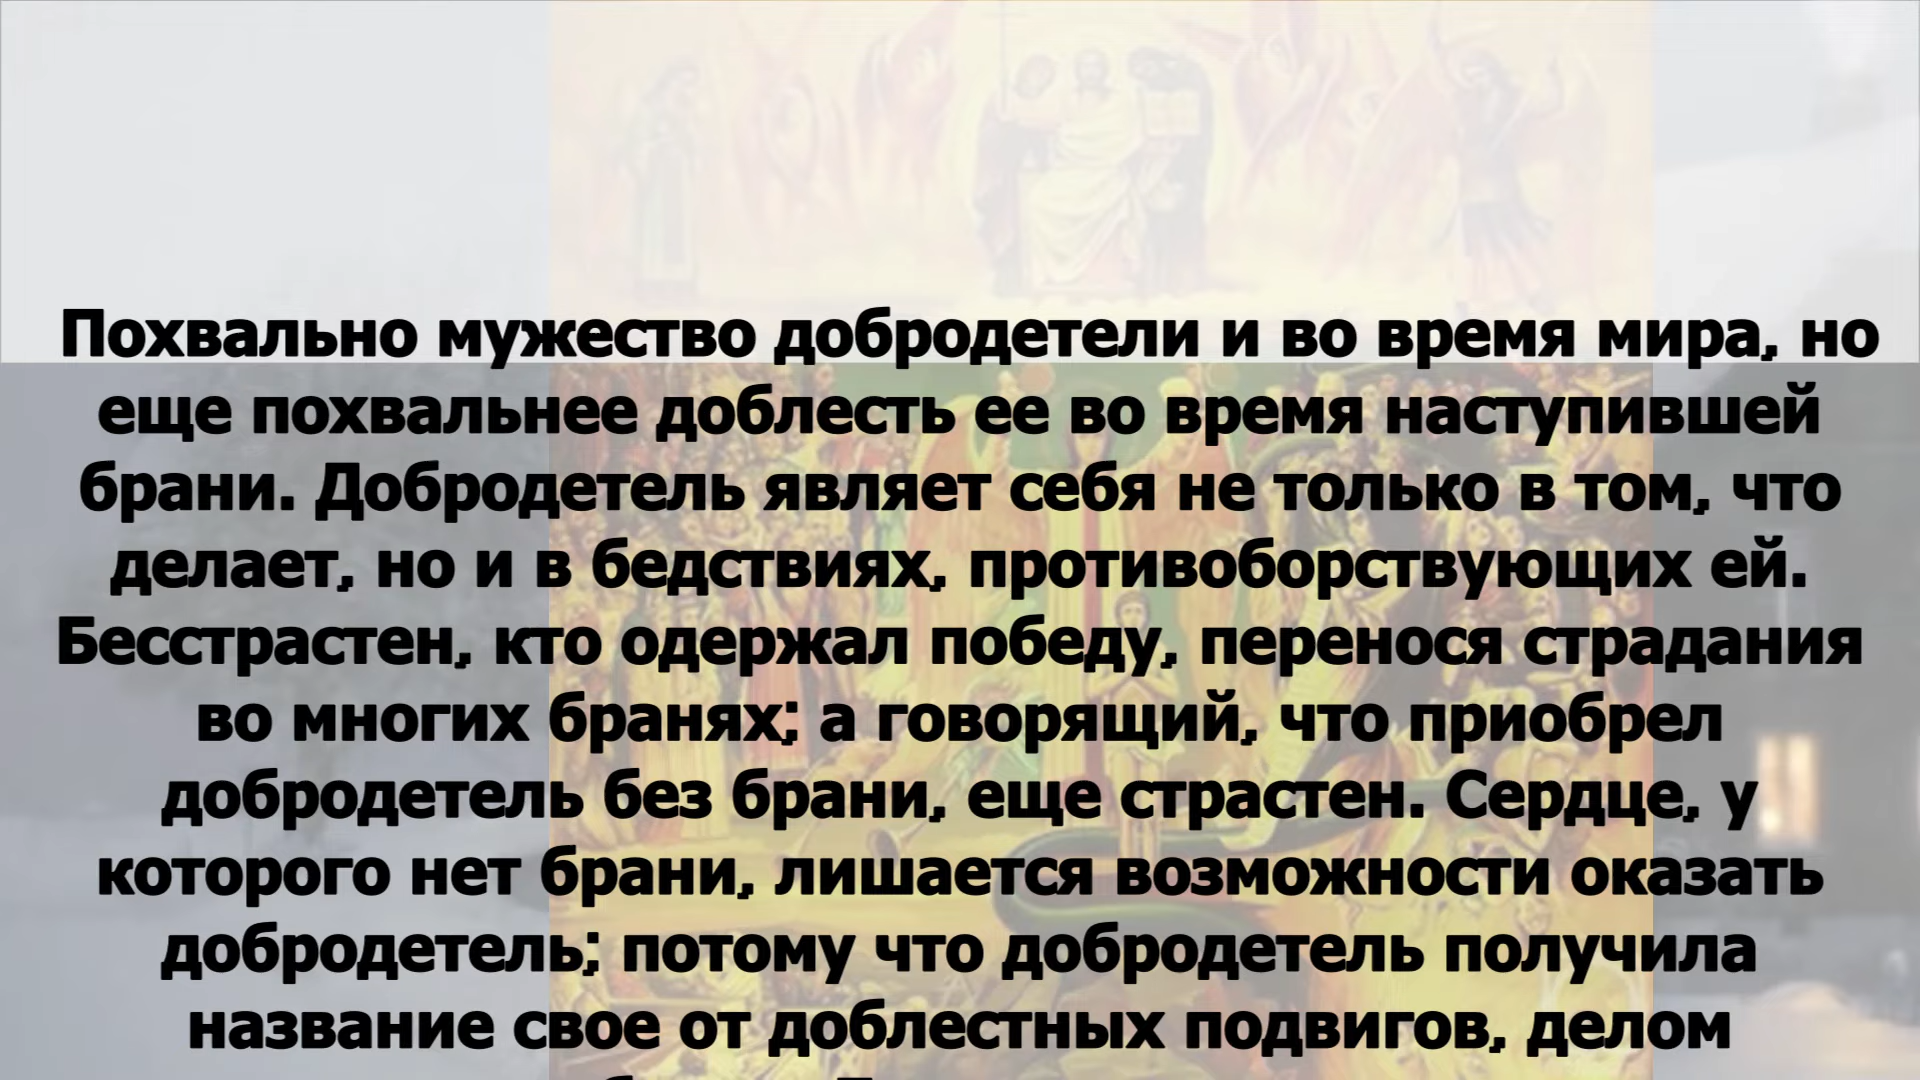 Похвально мужество добродетели и во время мира, но
еще похвальнее доблесть ее во время наступившей
брани. Добродетель являет себя не только в том, что
делает, но и в бедствиях, противоборствующих ей.
Бесстрастен, кто одержал победу, перенося страдания
во многих бранях; а говорящий, что приобрел
добродетель без брани, еще страстен. Сердце, у
которого нет брани, лишается возможности оказать
добродетель; потому что добродетель получила
название свое от доблестных подвигов, делом